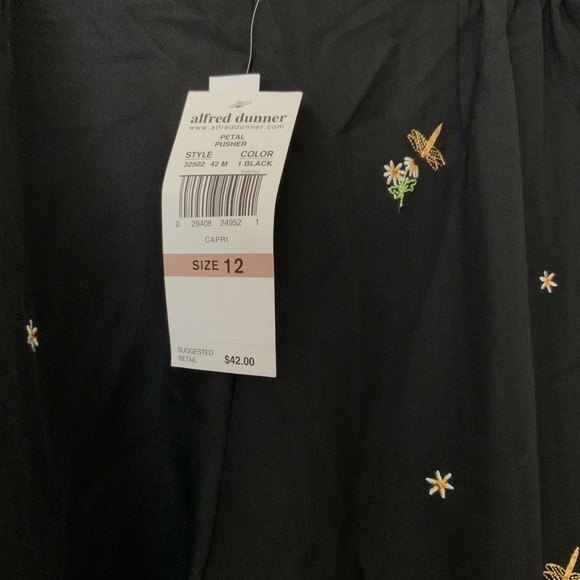 alfred dunner
www.alfreddunner.com
PETAL
PUSHER
STYLE COLOR
32502 42 M 1 BLACK
0 29408 24952 1
CAPRI
SIZE 12
SUGGESTED
RETAIL $42.00